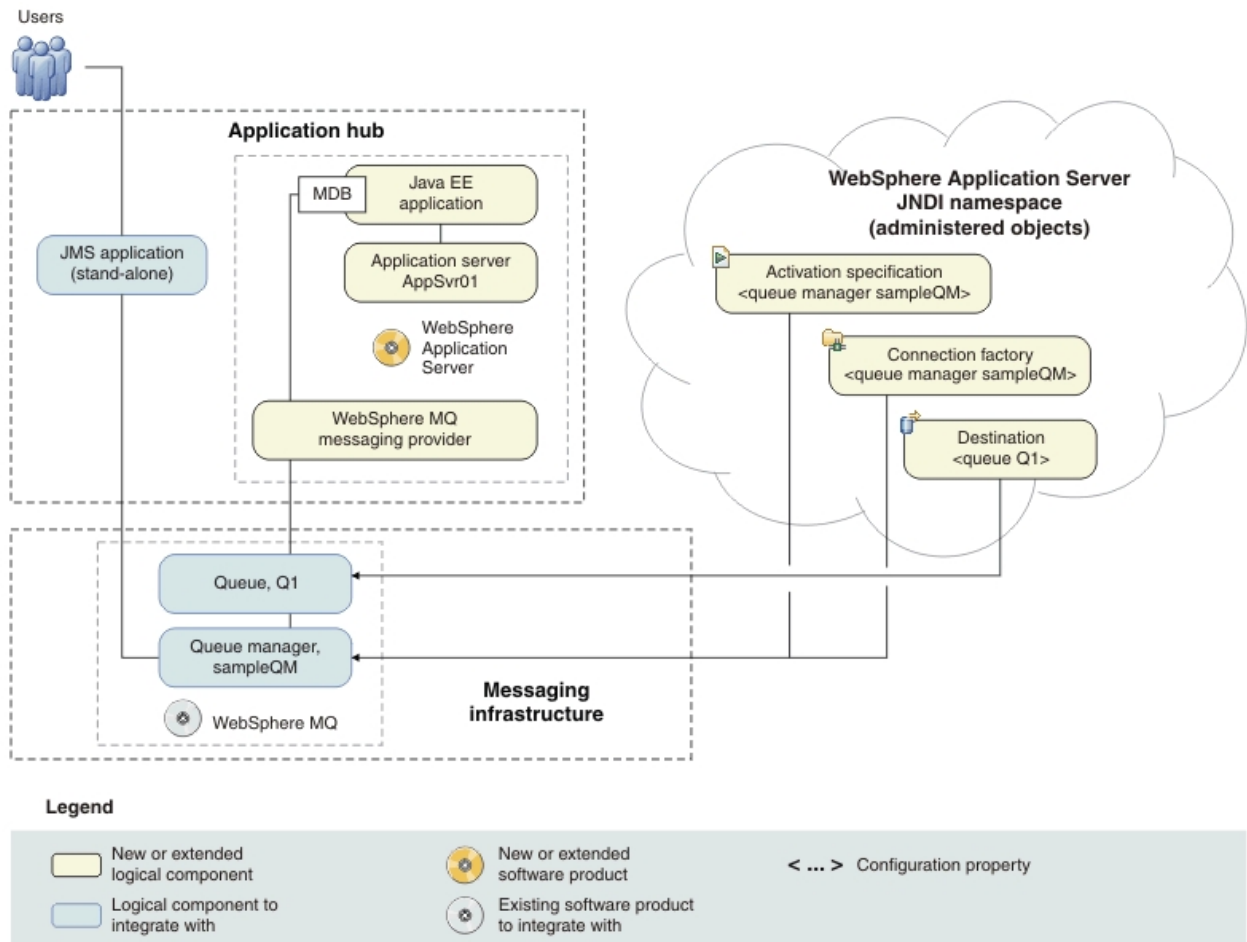 Users
Application hub
MDB
Java EE
application
JMS application
(stand-alone)
Application server
AppSvr01
WebSphere
Application
Server
WebSphere MQ
messaging provider
WebSphere Application Server
JNDI namespace
(administered objects)
Activation specification
<queue manager sampleQM>
Connection factory
<queue manager sampleQM>
Destination
<queue Q1>
Queue, Q1
Queue manager,
sampleQM
WebSphere MQ
Messaging
infrastructure
Legend
New or extended
logical component
Logical component to
integrate with
New or extended
software product
Existing software product
to integrate with
< ... > Configuration property